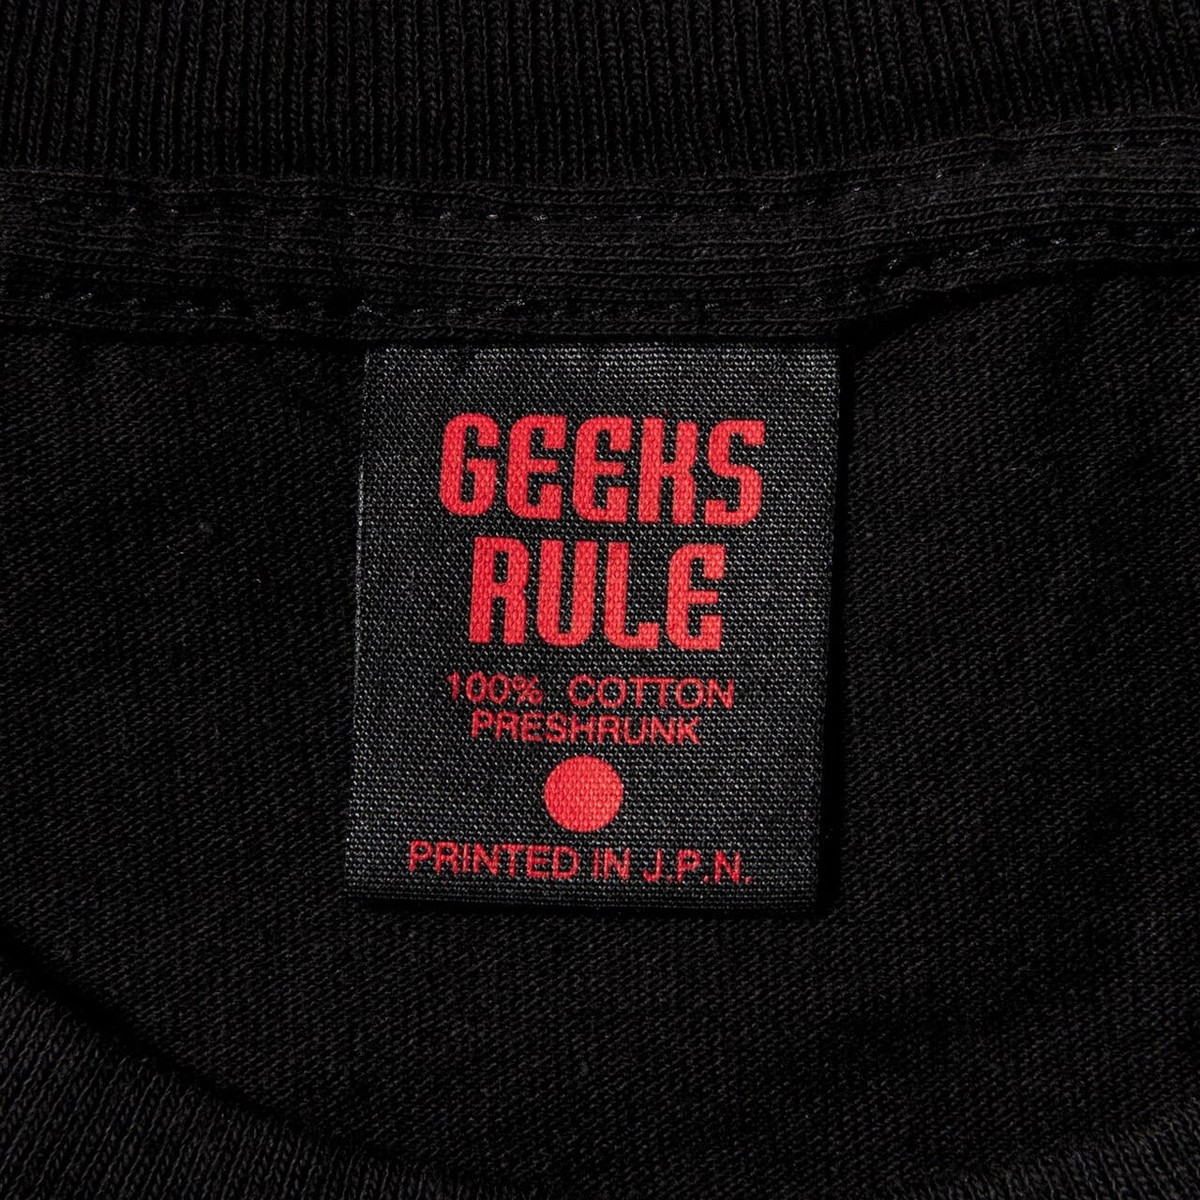 GEEKS
RULE
100% COTTON
PRESHRUNK
PRINTED IN J.P.N.